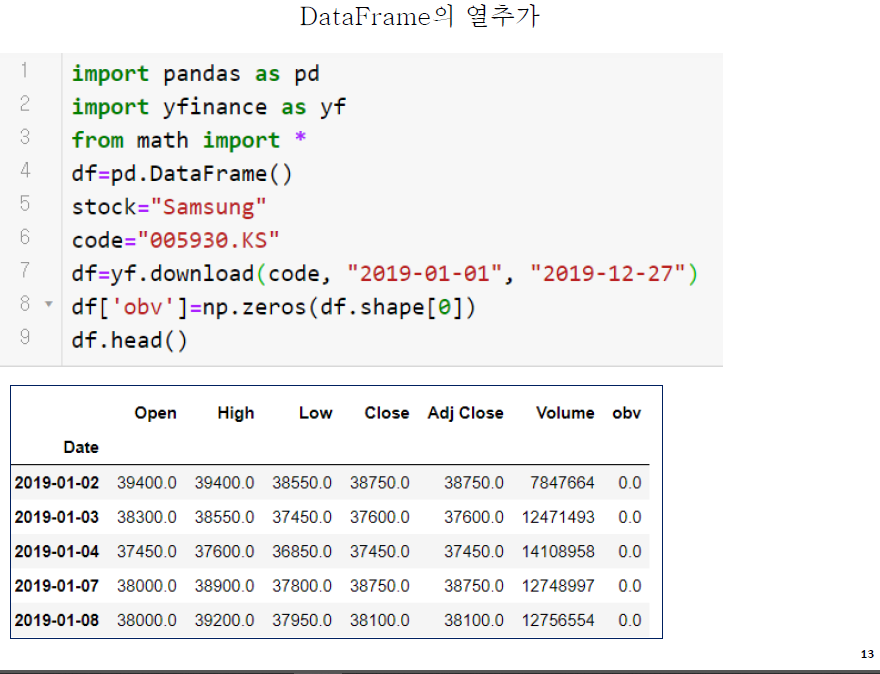 DataFrame의 열추가
1 import pandas as pd
2 import yfinance as yf
3 from math import *
4 df=pd.DataFrame()
5 stock="Samsung"
6 code="005930.KS"
7 df=yf.download(code, "2019-01-01", "2019-12-27")
8 df['obv']=np.zeros(df.shape[0])
9 df.head()
Open High Low Close Adj Close Volume obv
Date
2019-01-02 39400.0 39400.0 38550.0 38750.0 38750.0 7847664 0.0
2019-01-03 38300.0 38550.0 37450.0 37600.0 37600.0 12471493 0.0
2019-01-04 37450.0 37600.0 36850.0 37450.0 37450.0 14108958 0.0
2019-01-07 38000.0 38900.0 37800.0 38750.0 38750.0 12748997 0.0
2019-01-08 38000.0 39200.0 37950.0 38100.0 38100.0 12756554 0.0
13